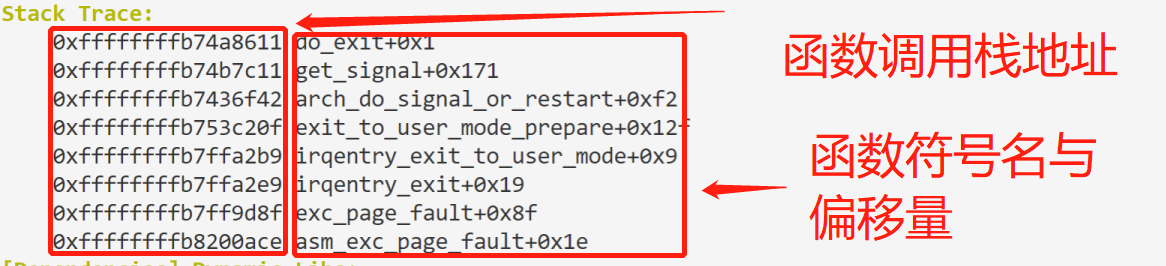 Stack Trace:
0xffffffffb74a8611 do_exit+0x1
0xffffffffb74b7c11 get_signal+0x171
0xffffffffb7436f42 arch_do_signal_or_restart+0xf2
0xffffffffb753c20f exit_to_user_mode_prepare+0x12f
0xffffffffb7ffa2b9 irqentry_exit_to_user_mode+0x9
0xffffffffb7ffa2e9 irqentry_exit+0x19
0xffffffffb7ff9d8f exc_page_fault+0x8f
0xffffffffb8200ace asm_exc_page_fault+0x1e
函数调用栈地址
函数符号名与
偏移量